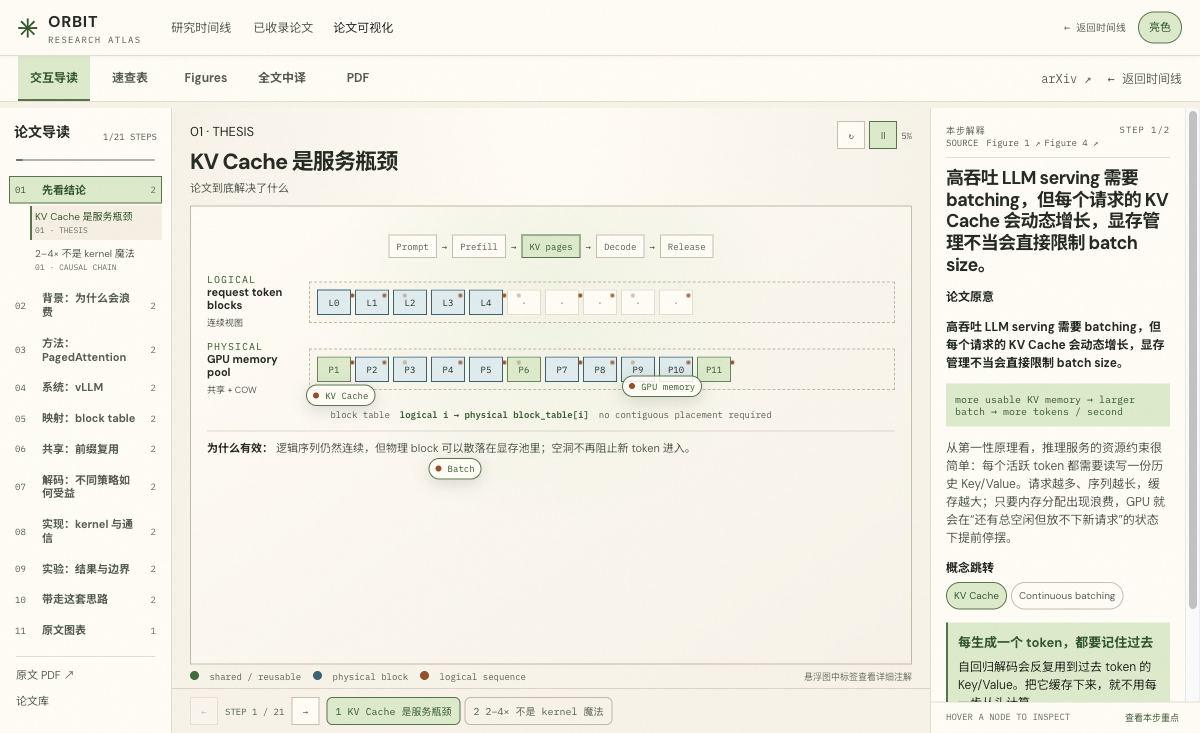 ORBIT
RESEARCH ATLAS
研究时间线 已收录论文 论文可视化
← 返回时间线 亮色
交互导读 速查表 Figures 全文中译 PDF
arXiv ↗ ← 返回时间线
论文导读 1/21 STEPS
01 先看结论 2
KV Cache 是服务瓶颈
01 · THESIS
2–4× 不是 kernel 魔法
01 · CAUSAL CHAIN
02 背景：为什么会浪费 2
03 方法：PagedAttention 2
04 系统：vLLM 2
05 映射：block table 2
06 共享：前缀复用 2
07 解码：不同策略如何受益 2
08 实现：kernel 与通信 2
09 实验：结果与边界 2
10 带走这套思路 2
11 原文图表 1
原文 PDF ↗
论文库
01 · THESIS
↻ ⏸ 5%
KV Cache 是服务瓶颈
论文到底解决了什么
Prompt → Prefill → KV pages → Decode → Release
LOGICAL
request token blocks
连续视图
L0 L1 L2 L3 L4 · · · · ·
PHYSICAL
GPU memory pool
共享 + COW
P1 P2 P3 P4 P5 P6 P7 P8 P9 P10 P11
KV Cache
GPU memory
block table logical i → physical block_table[i] no contiguous placement required
为什么有效： 逻辑序列仍然连续，但物理 block 可以散落在显存池里；空洞不再阻止新 token 进入。
Batch
shared / reusable physical block logical sequence
悬浮图中标签查看详细注解
← STEP 1 / 21 → 1 KV Cache 是服务瓶颈 2 2–4× 不是 kernel 魔法
本步解释 STEP 1/2
SOURCE Figure 1 ↗ Figure 4 ↗
高吞吐 LLM serving 需要
batching，但每个请求的 KV
Cache 会动态增长，显存管
理不当会直接限制 batch
size。
论文原意
高吞吐 LLM serving 需要 batching，但
每个请求的 KV Cache 会动态增长，显存
管理不当会直接限制 batch size。
more usable KV memory → larger
batch → more tokens / second
从第一性原理看，推理服务的资源约束很
简单：每个活跃 token 都需要读写一份历
史 Key/Value。请求越多、序列越长，缓
存越大；只要内存分配出现浪费，GPU 就
会在“还有总空闲但放不下新请求”的状态
下提前停摆。
概念跳转
KV Cache Continuous batching
每生成一个 token，都要记住过去
自回归解码会反复用到过去 token 的
Key/Value。把它缓存下来，就不用每
一步从头计算
HOVER A NODE TO INSPECT 查看本步重点